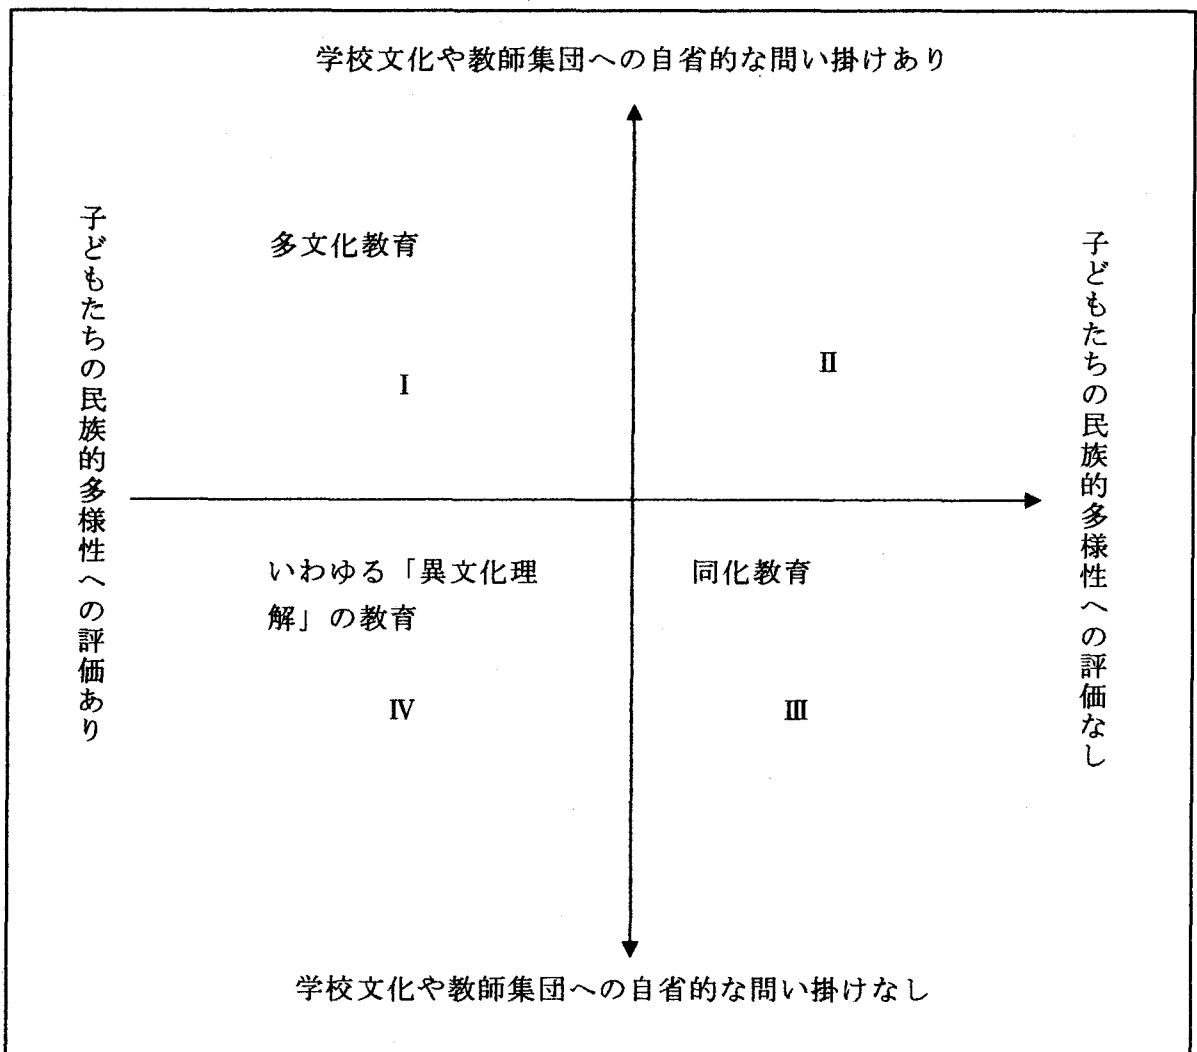 学校文化や教師集団への自省的な問い掛けあり
子どもたちの民族的多様性への評価あり
多文化教育
I
II
子どもたちの民族的多様性への評価なし
いわゆる「異文化理
解」の教育
同化教育
IV
III
学校文化や教師集団への自省的な問い掛けなし